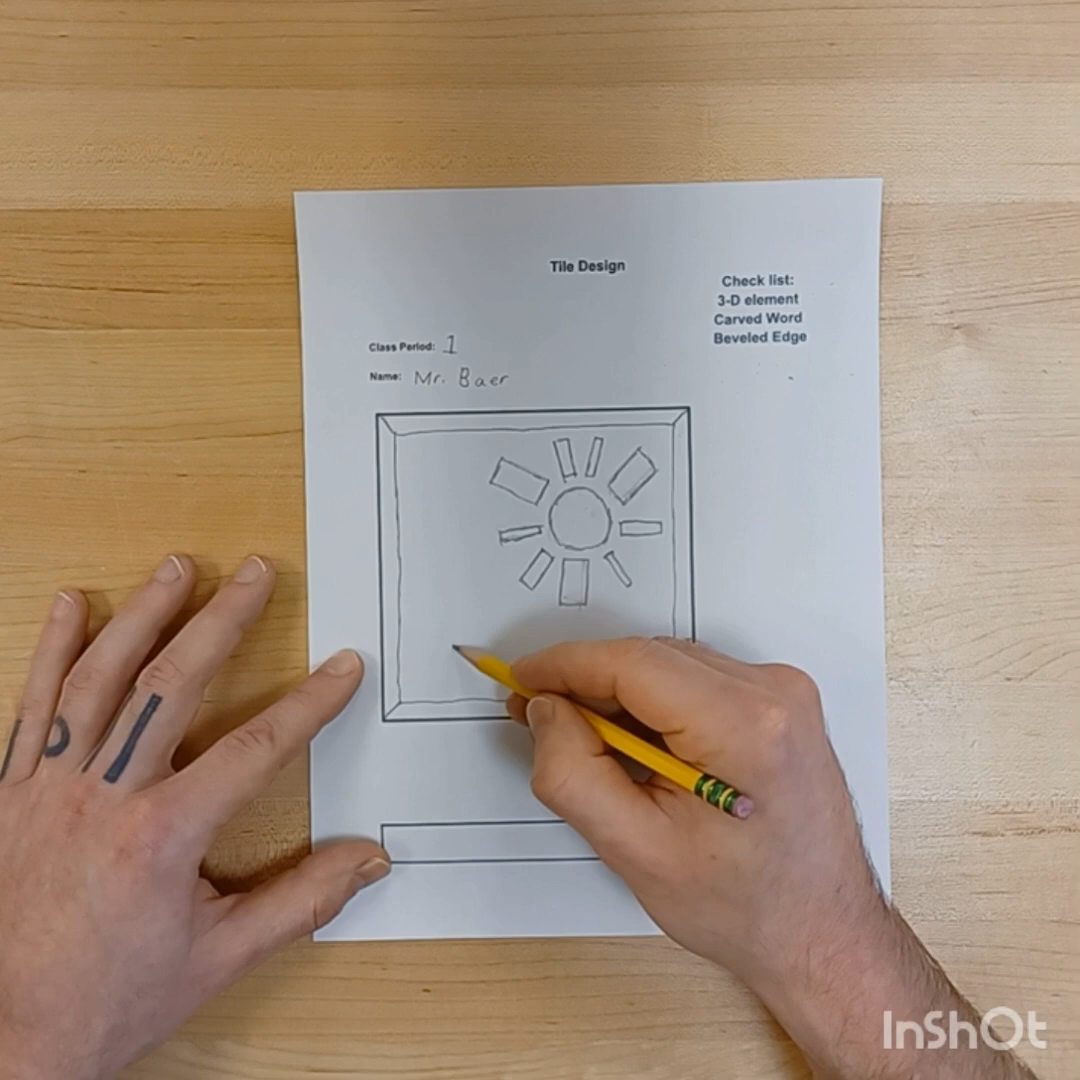 Tile Design
Check list:
3-D element
Carved Word
Beveled Edge
Class Period: 1
Name: Mr. Baer
InShOt